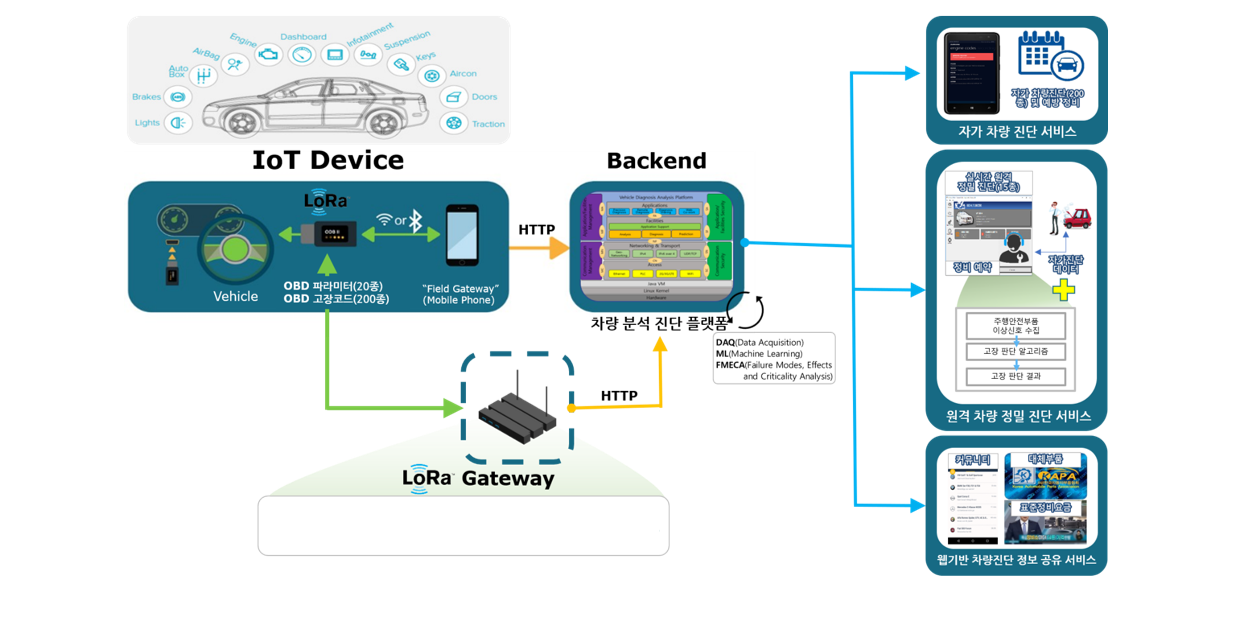 Engine
Dashboard
Infotainment
Suspension
Keys
AirBag
Auto
Box
Aircon
Brakes
Doors
Lights
Traction
IoT Device
LoRa
or
Vehicle
OBD 파라미터(20종)
OBD 고장코드(200종)
“Field Gateway”
(Mobile Phone)
HTTP
Backend
Vehicle Diagnosis Analysis Platform
Applications
Facilities
Application Support
Analysis
Diagnosis
Prediction
Networking & Transport
Access
Ethernet
WiFi
Java VM
Linux Kernel
Hardware
차량 분석 진단 플랫폼
DAQ(Data Acquisition)
ML(Machine Learning)
FMECA(Failure Modes, Effects
and Criticality Analysis)
HTTP
LoRa™ Gateway
engine codes
자가 차량진단(200
종) 및 예방 정비
자가 차량 진단 서비스
실시간 원격
정밀 진단(15종)
정비 예약
자가진단
데이터
주행안전부품
이상신호 수집
고장 판단 알고리즘
고장 판단 결과
원격 차량 정밀 진단 서비스
커뮤니티
대체부품
KAPA
표준정비요금
웹기반 차량진단 정보 공유 서비스